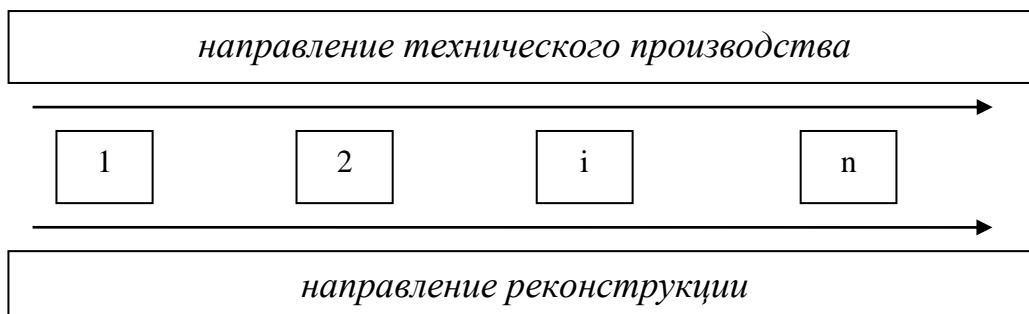 направление технического производства
1 2 i n
направление реконструкции